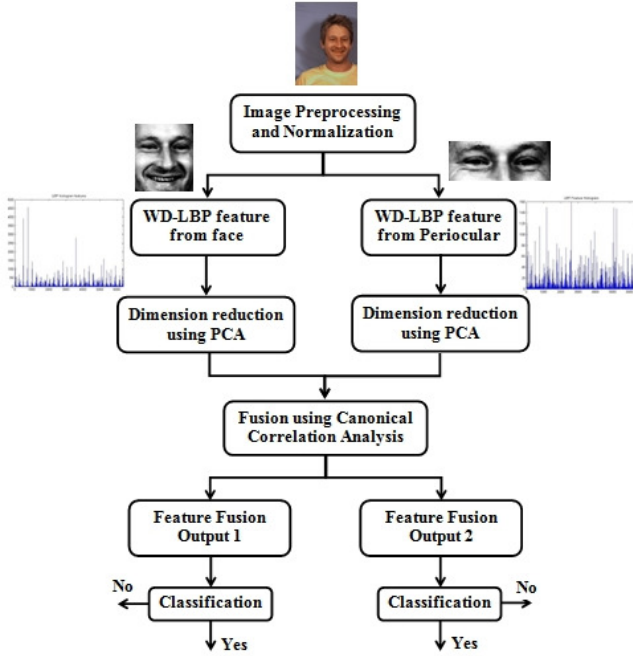 Image Preprocessing
and Normalization
WD-LBP feature
from face
WD-LBP feature
from Periocular
Dimension reduction
using PCA
Dimension reduction
using PCA
Fusion using Canonical
Correlation Analysis
Feature Fusion
Output 1
Feature Fusion
Output 2
No
Classification
Yes
Classification
No
Yes